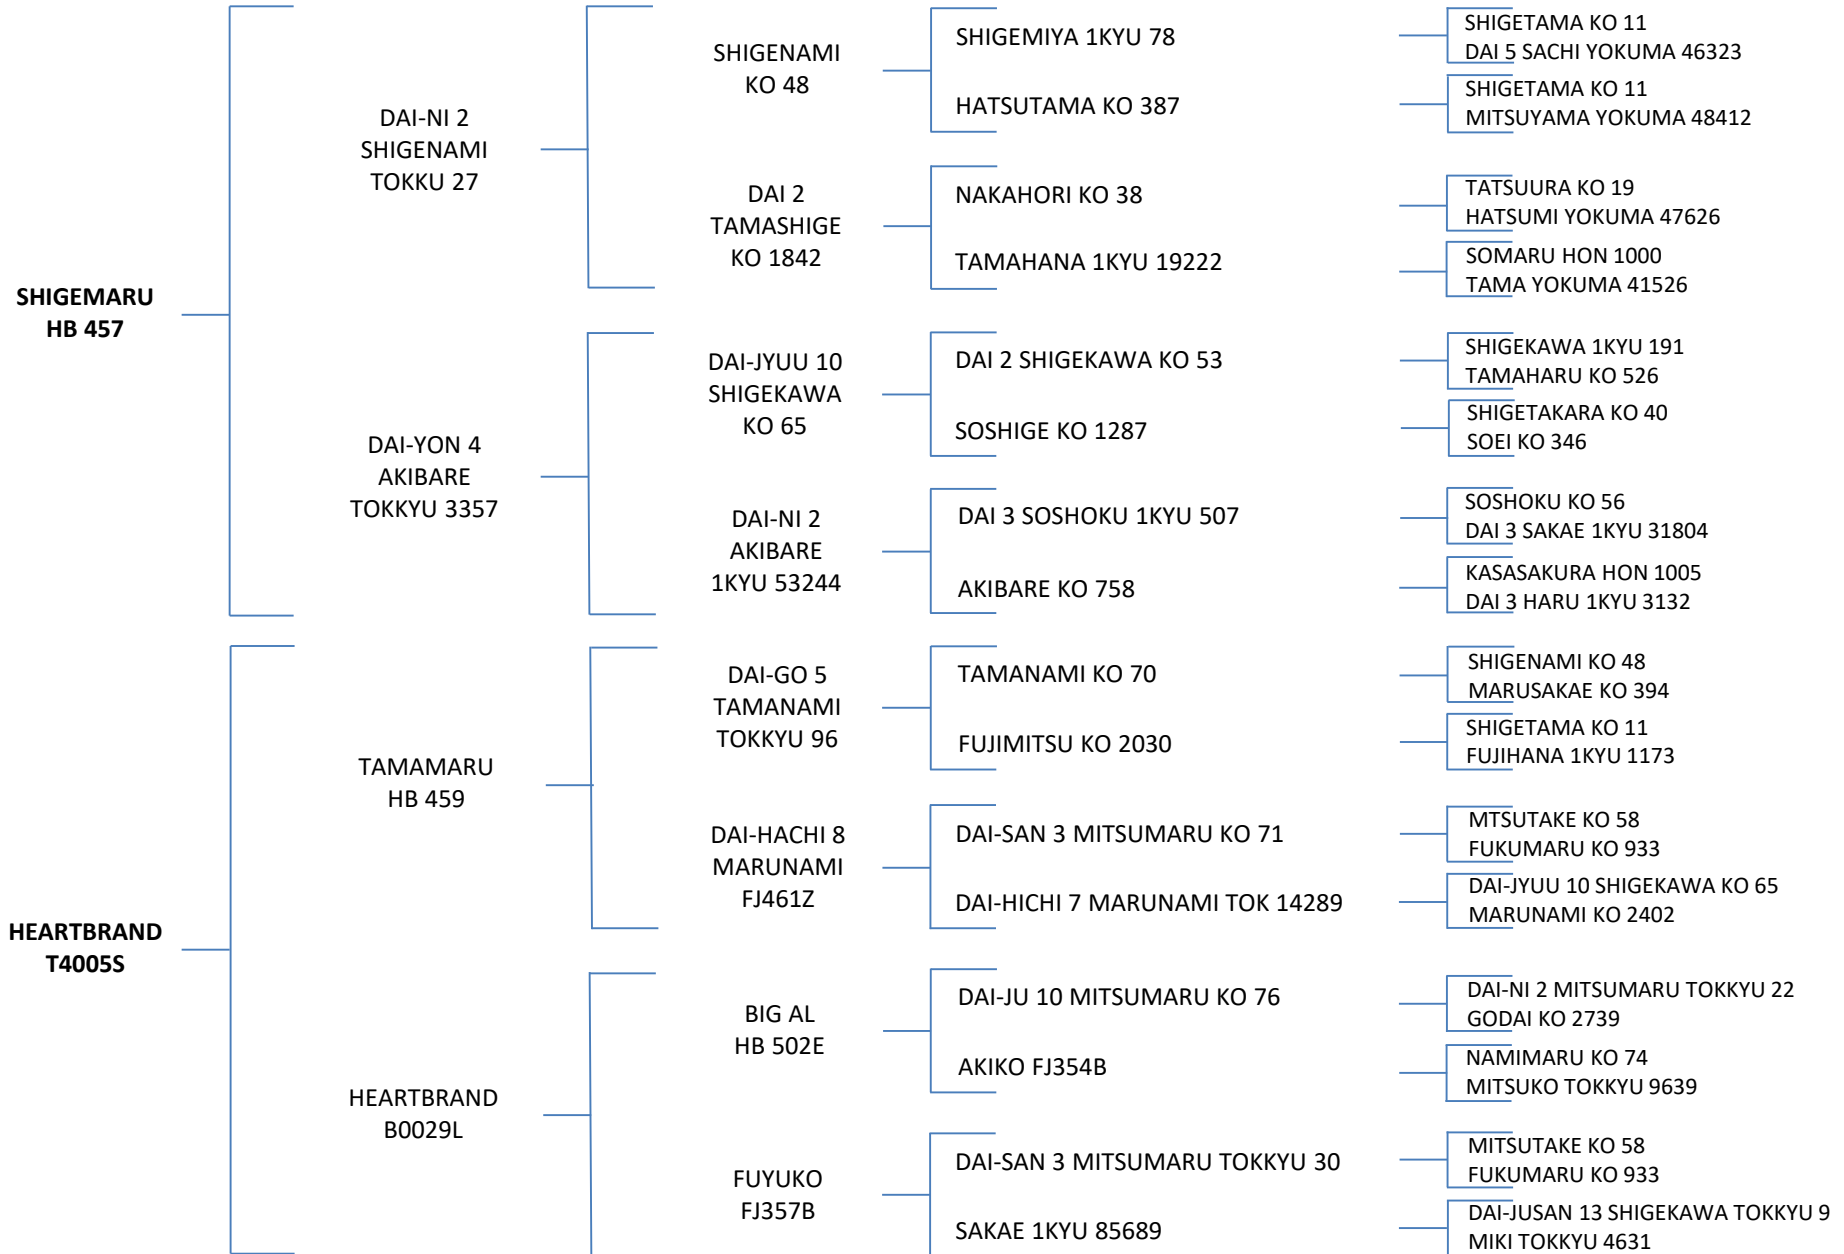 SHIGEMARU
HB 457
DAI-NI 2
SHIGENAMI
TOKKU 27
SHIGENAMI
KO 48
SHIGEMIYA 1KYU 78
SHIGETAMA KO 11
DAI 5 SACHI YOKUMA 46323
HATSUTAMA KO 387
SHIGETAMA KO 11
MITSUYAMA YOKUMA 48412
DAI 2
TAMASHIGE
KO 1842
NAKAHORI KO 38
TATSUURA KO 19
HATSUMI YOKUMA 47626
TAMAHANA 1KYU 19222
SOMARU HON 1000
TAMA YOKUMA 41526
DAI-YON 4
AKIBARE
TOKKYU 3357
DAI-JYUU 10
SHIGEKAWA
KO 65
DAI 2 SHIGEKAWA KO 53
SHIGEKAWA 1KYU 191
TAMAHARU KO 526
SOSHIGE KO 1287
SHIGETAKARA KO 40
SOEI KO 346
DAI-NI 2
AKIBARE
1KYU 53244
DAI 3 SOSHOKU 1KYU 507
SOSHOKU KO 56
DAI 3 SAKAE 1KYU 31804
AKIBARE KO 758
KASASAKURA HON 1005
DAI 3 HARU 1KYU 3132
HEARTBRAND
T4005S
TAMAMARU
HB 459
DAI-GO 5
TAMANAMI
TOKKYU 96
TAMANAMI KO 70
SHIGENAMI KO 48
MARUSAKAE KO 394
FUJIMITSU KO 2030
SHIGETAMA KO 11
FUJIHANA 1KYU 1173
DAI-HACHI 8
MARUNAMI
FJ461Z
DAI-SAN 3 MITSUMARU KO 71
MTSUTAKE KO 58
FUKUMARU KO 933
DAI-HICHI 7 MARUNAMI TOK 14289
DAI-JYUU 10 SHIGEKAWA KO 65
MARUNAMI KO 2402
HEARTBRAND
B0029L
BIG AL
HB 502E
DAI-JU 10 MITSUMARU KO 76
DAI-NI 2 MITSUMARU TOKKYU 22
GODAI KO 2739
AKIKO FJ354B
NAMIMARU KO 74
MITSUKO TOKKYU 9639
FUYUKO
FJ357B
DAI-SAN 3 MITSUMARU TOKKYU 30
MITSUTAKE KO 58
FUKUMARU KO 933
SAKAE 1KYU 85689
DAI-JUSAN 13 SHIGEKAWA TOKKYU 9
MIKI TOKKYU 4631